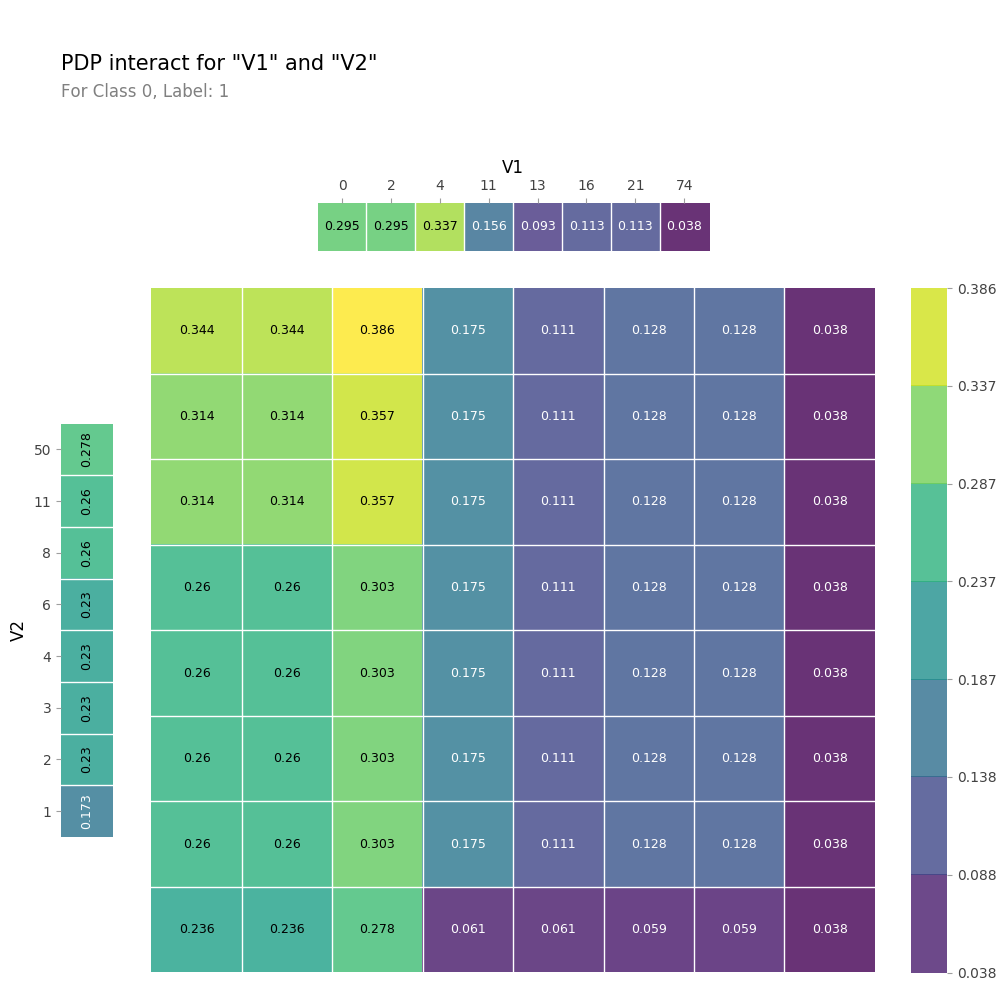 PDP interact for "V1" and "V2"
For Class 0, Label: 1
V1
0 2 4 11 13 16 21 74
0.295 0.295 0.337 0.156 0.093 0.113 0.113 0.038
V2
50 0.278
11 0.26
8 0.26
6 0.23
4 0.23
3 0.23
2 0.23
1 0.173
0.344 0.344 0.386 0.175 0.111 0.128 0.128 0.038
0.314 0.314 0.357 0.175 0.111 0.128 0.128 0.038
0.314 0.314 0.357 0.175 0.111 0.128 0.128 0.038
0.26 0.26 0.303 0.175 0.111 0.128 0.128 0.038
0.26 0.26 0.303 0.175 0.111 0.128 0.128 0.038
0.26 0.26 0.303 0.175 0.111 0.128 0.128 0.038
0.26 0.26 0.303 0.175 0.111 0.128 0.128 0.038
0.236 0.236 0.278 0.061 0.061 0.059 0.059 0.038
0.386
0.337
0.287
0.237
0.187
0.138
0.088
0.038